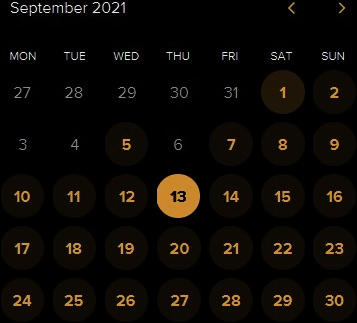 September 2021
MON TUE WED THU FRI SAT SUN
27 28 29 30 31 1 2
3 4 5 6 7 8 9
10 11 12 13 14 15 16
17 18 19 20 21 22 23
24 25 26 27 28 29 30